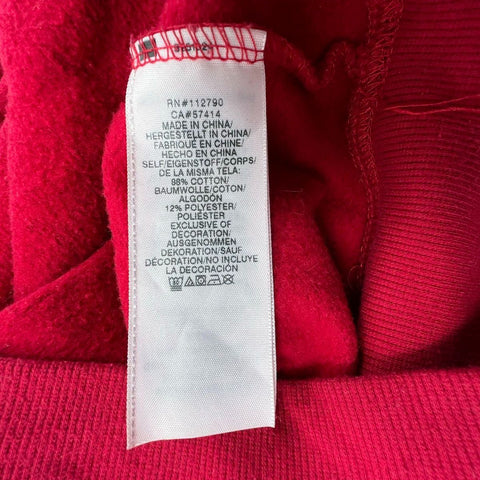 RN#112790
CA#57414
MADE IN CHINA/
HERGESTELLT IN CHINA/
FABRIQUÉ EN CHINE/
HECHO EN CHINA
SELF/EIGENSTOFF/CORPS/
DE LA MISMA TELA:
88% COTTON/
BAUMWOLLE/COTON/
ALGODÓN
12% POLYESTER/
POLIÉSTER
EXCLUSIVE OF
DECORATION/
AUSGENOMMEN
DEKORATION/SAUF
DÉCORATION/NO INCLUYE
LA DECORACIÓN